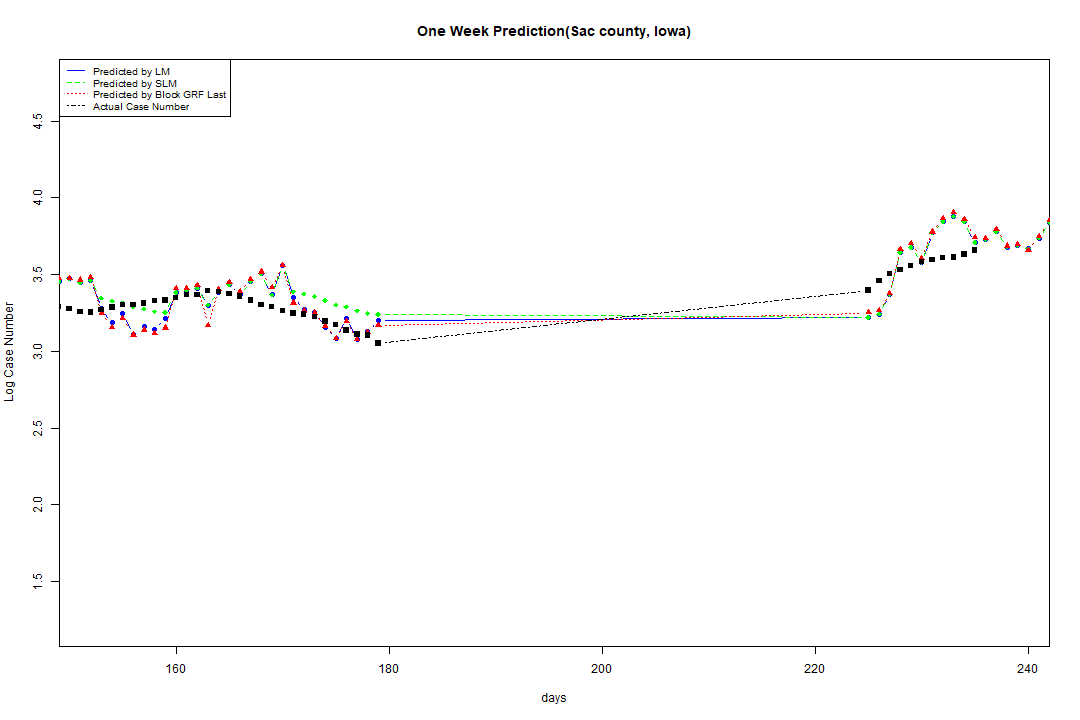 One Week Prediction(Sac county, Iowa)
Predicted by LM
Predicted by SLM
Predicted by Block GRF Last
Actual Case Number
Log Case Number
4.5
4.0
3.5
3.0
2.5
2.0
1.5
160 180 200 220 240
days